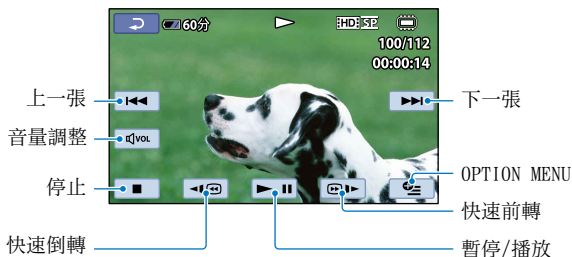 60分
HD SP
100/112
00:00:14
上一張
下一張
音量調整
VOL
停止
OPTION MENU
快速前轉
快速倒轉
暫停/播放